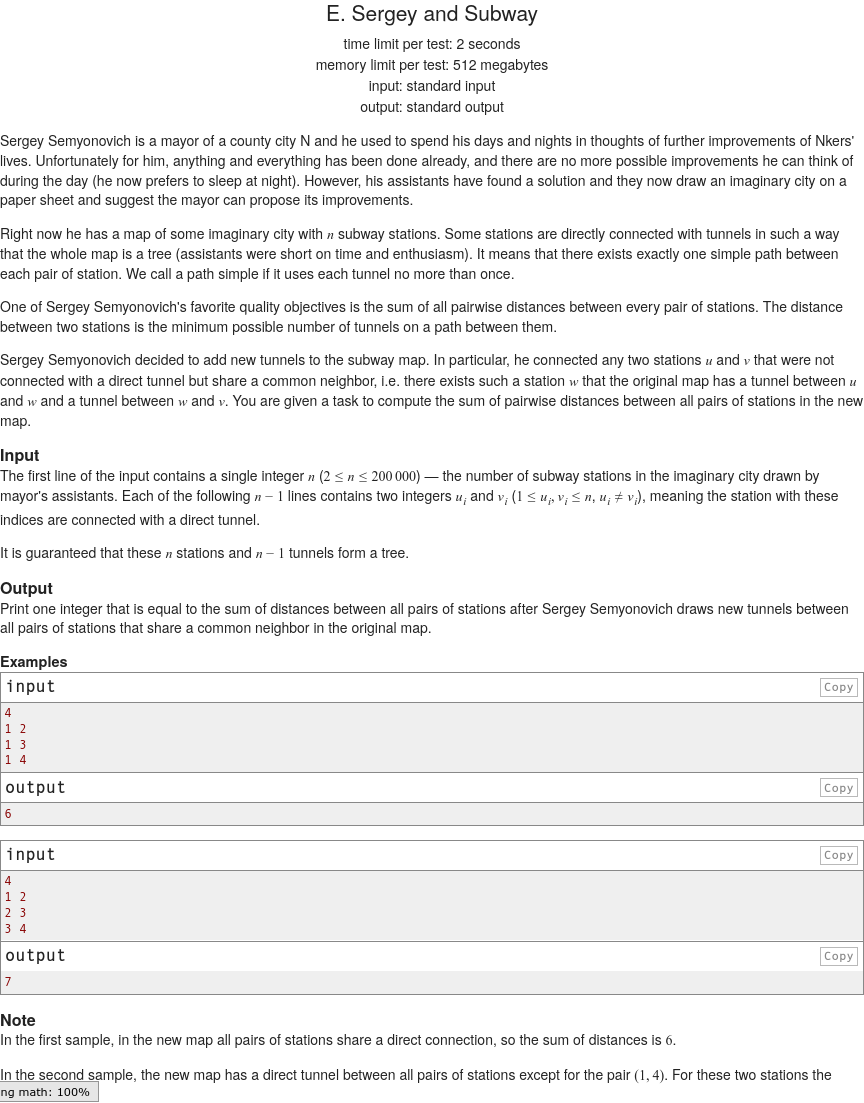 E. Sergey and Subway
time limit per test: 2 seconds
memory limit per test: 512 megabytes
input: standard input
output: standard output
Sergey Semyonovich is a mayor of a county city N and he used to spend his days and nights in thoughts of further improvements of Nkers'
lives. Unfortunately for him, anything and everything has been done already, and there are no more possible improvements he can think of
during the day (he now prefers to sleep at night). However, his assistants have found a solution and they now draw an imaginary city on a
paper sheet and suggest the mayor can propose its improvements.
Right now he has a map of some imaginary city with n subway stations. Some stations are directly connected with tunnels in such a way
that the whole map is a tree (assistants were short on time and enthusiasm). It means that there exists exactly one simple path between
each pair of station. We call a path simple if it uses each tunnel no more than once.
One of Sergey Semyonovich's favorite quality objectives is the sum of all pairwise distances between every pair of stations. The distance
between two stations is the minimum possible number of tunnels on a path between them.
Sergey Semyonovich decided to add new tunnels to the subway map. In particular, he connected any two stations u and v that were not
connected with a direct tunnel but share a common neighbor, i.e. there exists such a station w that the original map has a tunnel between u
and w and a tunnel between w and v. You are given a task to compute the sum of pairwise distances between all pairs of stations in the new
map.
Input
The first line of the input contains a single integer n (2 ≤ n ≤ 200 000) — the number of subway stations in the imaginary city drawn by
mayor's assistants. Each of the following n − 1 lines contains two integers u_i and v_i (1 ≤ u_i, v_i ≤ n, u_i ≠ v_i), meaning the station with these
indices are connected with a direct tunnel.
It is guaranteed that these n stations and n − 1 tunnels form a tree.
Output
Print one integer that is equal to the sum of distances between all pairs of stations after Sergey Semyonovich draws new tunnels between
all pairs of stations that share a common neighbor in the original map.
Examples
input Copy
4
1 2
1 3
1 4
output Copy
6
input Copy
4
1 2
2 3
3 4
output Copy
7
Note
In the first sample, in the new map all pairs of stations share a direct connection, so the sum of distances is 6.
In the second sample, the new map has a direct tunnel between all pairs of stations except for the pair (1, 4). For these two stations the
ng math: 100%